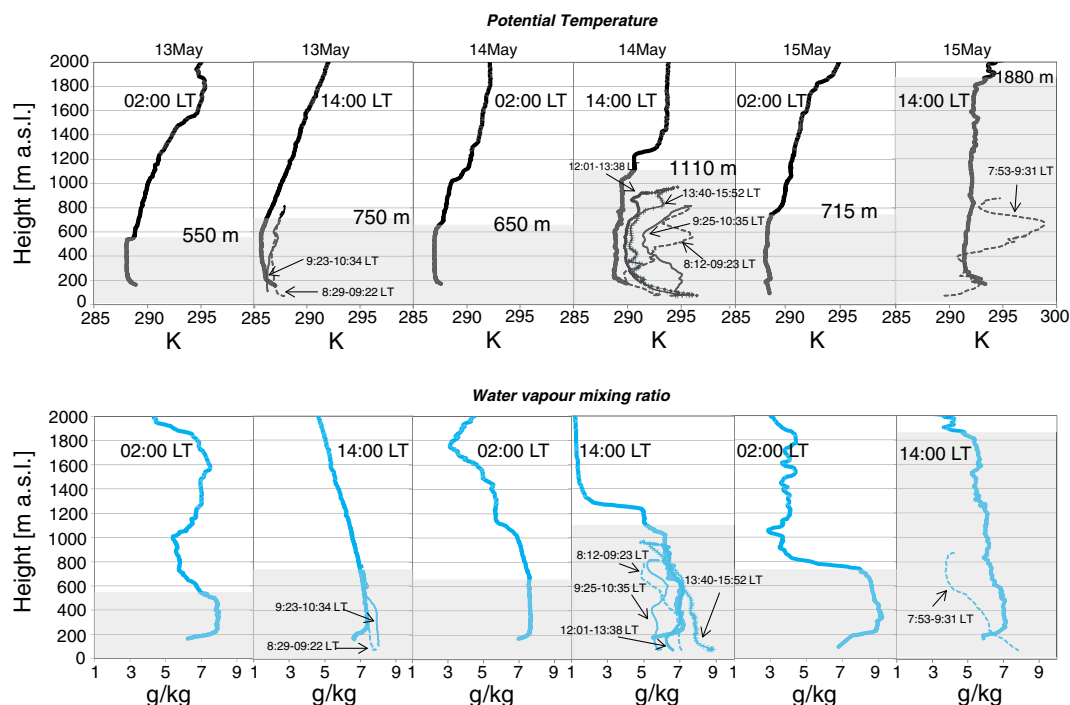 Potential Temperature
13May 13May 14May 14May 15May 15May
2000
1800
1600
1400
1200
1000
800
600
400
200
0
Height [m a.s.l.]
02:00 LT 14:00 LT 02:00 LT 14:00 LT 02:00 LT 14:00 LT
1880 m
12:01-13:38 LT
1110 m
7:53-9:31 LT
13:40-15:52 LT
550 m
750 m
650 m
9:25-10:35 LT
715 m
9:23-10:34 LT
8:12-09:23 LT
8:29-09:22 LT
285 290 295 285 290 295 285 290 295 285 290 295 285 290 295 285 290 295 300
K K K K K K
Water vapour mixing ratio
2000
1800
1600
1400
1200
1000
800
600
400
200
0
Height [m a.s.l.]
02:00 LT 14:00 LT 02:00 LT 14:00 LT 02:00 LT 14:00 LT
8:12-09:23 LT
13:40-15:52 LT
9:25-10:35 LT
9:23-10:34 LT
7:53-9:31 LT
12:01-13:38 LT
8:29-09:22 LT
1 3 5 7 9 1 3 5 7 9 1 3 5 7 9 1 3 5 7 9 1 3 5 7 9 1 3 5 7 9
g/kg g/kg g/kg g/kg g/kg g/kg